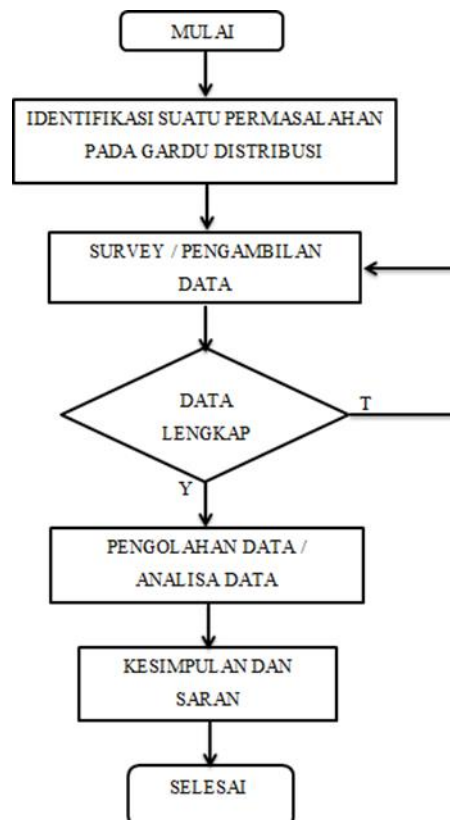 MULAI
IDENTIFIKASI SUATU PERMASALAHAN
PADA GARDU DISTRIBUSI
SURVEY / PENGAMBILAN
DATA
DATA
LENGKAP
T
Y
PENGOLAHAN DATA /
ANALISA DATA
KESIMPULAN DAN
SARAN
SELESAI